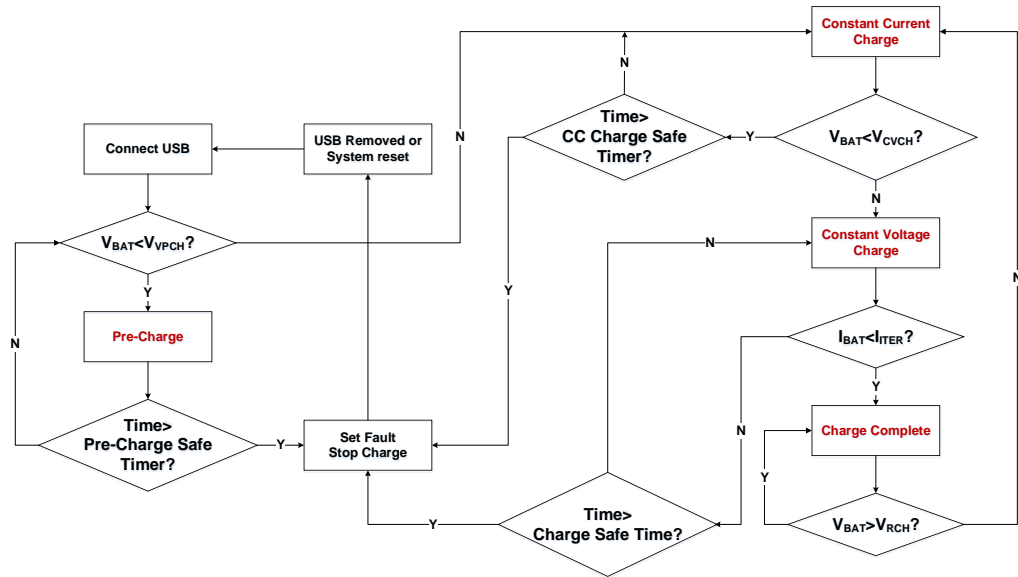 Constant Current
Charge
N
N
Time>
CC Charge Safe
Timer?
Y
V_BAT<V_CVCH?
Connect USB
USB Removed or
System reset
N
V_BAT<V_VPCH?
Constant Voltage
Charge
N
Y
Y
N
Pre-Charge
N
I_BAT<I_ITER?
Y
Time>
Pre-Charge Safe
Timer?
Y
Set Fault
Stop Charge
N
Charge Complete
Y
Y
Time>
Charge Safe Time?
V_BAT>V_RCH?